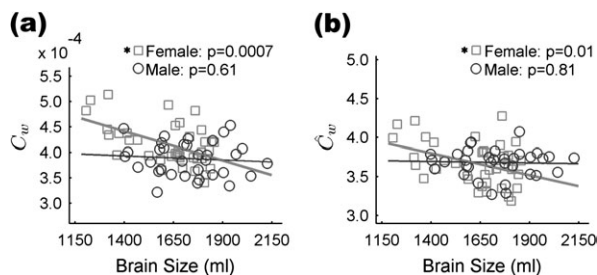 (a)
x 10-4
* Female: p=0.0007
Male: p=0.61
5.5
5.0
4.5
4.0
3.5
3.0
Cw
1150 1400 1650 1900 2150
Brain Size (ml)
(b)
* Female: p=0.01
Male: p=0.81
5.0
4.5
4.0
3.5
3.0
Ĉw
1150 1400 1650 1900 2150
Brain Size (ml)